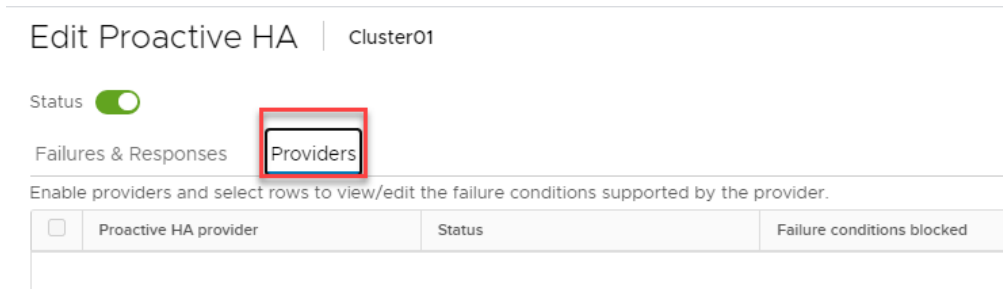 Edit Proactive HA Cluster01
Status
Failures & Responses Providers
Enable providers and select rows to view/edit the failure conditions supported by the provider.
Proactive HA provider Status Failure conditions blocked